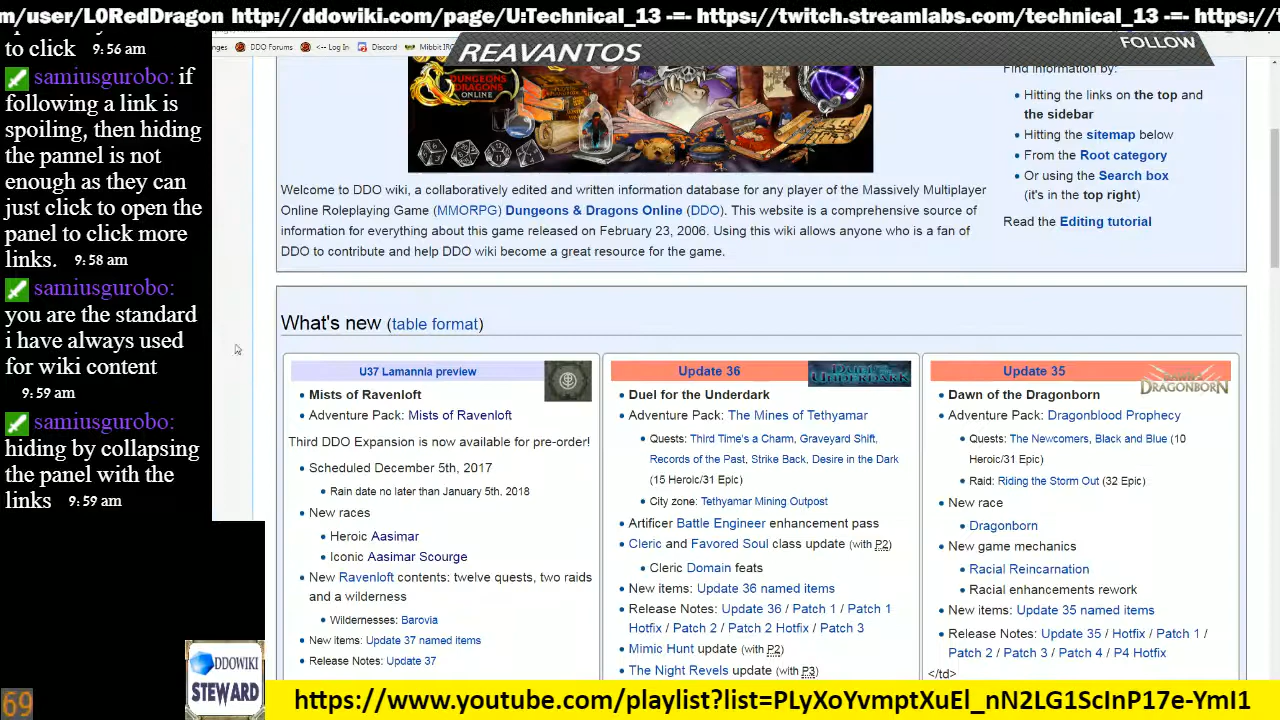 m/user/L0RedDragon http://ddowiki.com/page/U:Technical_13 -=- https://twitch.streamlabs.com/technical_13 -=- https://t
to click 9:56 am
samiusgurobo: if
following a link is
spoiling, then hiding
the pannel is not
enough as they can
just click to open the
panel to click more
links. 9:58 am
samiusgurobo:
you are the standard
i have always used
for wiki content
9:59 am
samiusgurobo:
hiding by collapsing
the panel with the
links 9:59 am
69
DDOWIKI
STEWARD
nges DDO Forums <-- Log In Discord Mibbit IRC
REAVANTOS
FOLLOW
DUNGEONS
DRAGONS
ONLINE
Find information by:
Hitting the links on the top and
the sidebar
Hitting the sitemap below
From the Root category
Or using the Search box
(it's in the top right)
Read the Editing tutorial
Welcome to DDO wiki, a collaboratively edited and written information database for any player of the Massively Multiplayer
Online Roleplaying Game (MMORPG) Dungeons & Dragons Online (DDO). This website is a comprehensive source of
information for everything about this game released on February 23, 2006. Using this wiki allows anyone who is a fan of
DDO to contribute and help DDO wiki become a great resource for the game.
What's new (table format)
U37 Lamannia preview
Mists of Ravenloft
Adventure Pack: Mists of Ravenloft
Third DDO Expansion is now available for pre-order!
Scheduled December 5th, 2017
Rain date no later than January 5th, 2018
New races
Heroic Aasimar
Iconic Aasimar Scourge
New Ravenloft contents: twelve quests, two raids
and a wilderness
Wildernesses: Barovia
New items: Update 37 named items
Release Notes: Update 37
Update 36
DUEL OF THE
UNDERDARK
Duel for the Underdark
Adventure Pack: The Mines of Tethyamar
Quests: Third Time's a Charm, Graveyard Shift,
Records of the Past, Strike Back, Desire in the Dark
(15 Heroic/31 Epic)
City zone: Tethyamar Mining Outpost
Artificer Battle Engineer enhancement pass
Cleric and Favored Soul class update (with P2)
Cleric Domain feats
New items: Update 36 named items
Release Notes: Update 36 / Patch 1 / Patch 1
Hotfix / Patch 2 / Patch 2 Hotfix / Patch 3
Mimic Hunt update (with P2)
The Night Revels update (with P3)
Update 35
DRAGONBORN
Dawn of the Dragonborn
Adventure Pack: Dragonblood Prophecy
Quests: The Newcomers, Black and Blue (10
Heroic/31 Epic)
Raid: Riding the Storm Out (32 Epic)
New race
Dragonborn
New game mechanics
Racial Reincarnation
Racial enhancements rework
New items: Update 35 named items
Release Notes: Update 35 / Hotfix / Patch 1 /
Patch 2 / Patch 3 / Patch 4 / P4 Hotfix
</td>
https://www.youtube.com/playlist?list=PLyXoYvmptXuEl_nN2LG1ScInP17e-YmI1